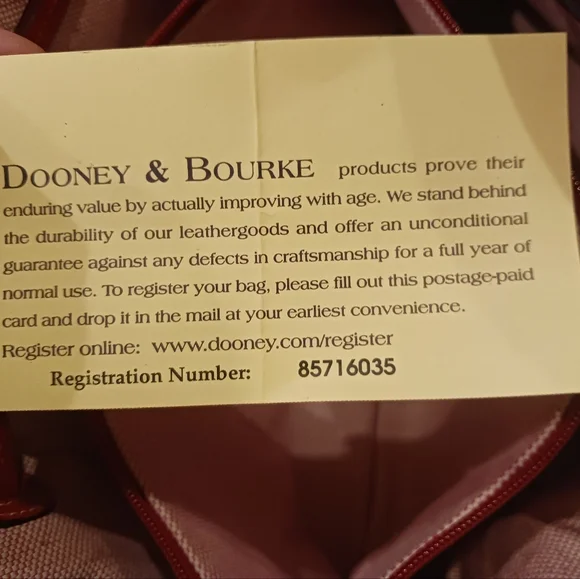 DOONEY & BOURKE products prove their
enduring value by actually improving with age. We stand behind
the durability of our leathergoods and offer an unconditional
guarantee against any defects in craftsmanship for a full year of
normal use. To register your bag, please fill out this postage-paid
card and drop it in the mail at your earliest convenience.
Register online: www.dooney.com/register
Registration Number: 85716035